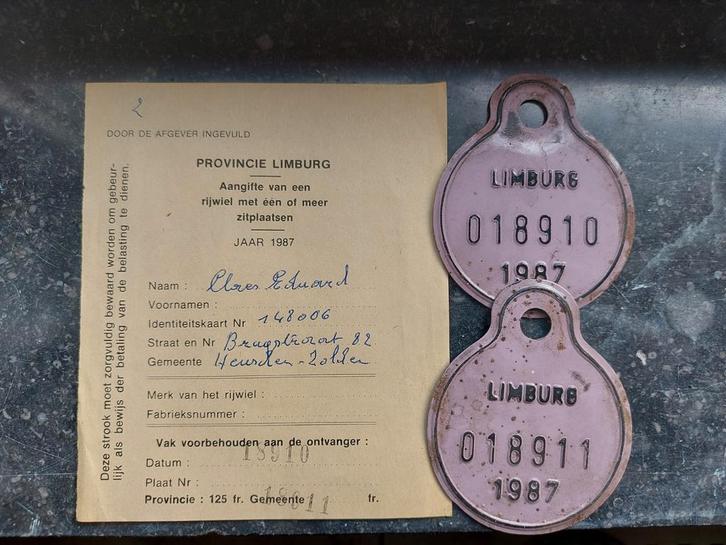 2
DOOR DE AFGEVER INGEVULD
PROVINCIE LIMBURG
Aangifte van een
rijwiel met één of meer
zitplaatsen
JAAR 1987
Naam : Claes Eduard
Voornamen :
Identiteitskaart Nr 148006
Straat en Nr Brugstraat 82
Gemeente Heusden-Zolder
Merk van het rijwiel :
Fabrieksnummer :
Vak voorbehouden aan de ontvanger :
18910
Datum :
Plaat Nr :
18911
Provincie : 125 fr. Gemeente fr.
Deze strook moet zorgvuldig bewaard worden om gebeur-
lijk als bewijs der betaling van de belasting te dienen.
LIMBURG
018910
1987
LIMBURG
018911
1987